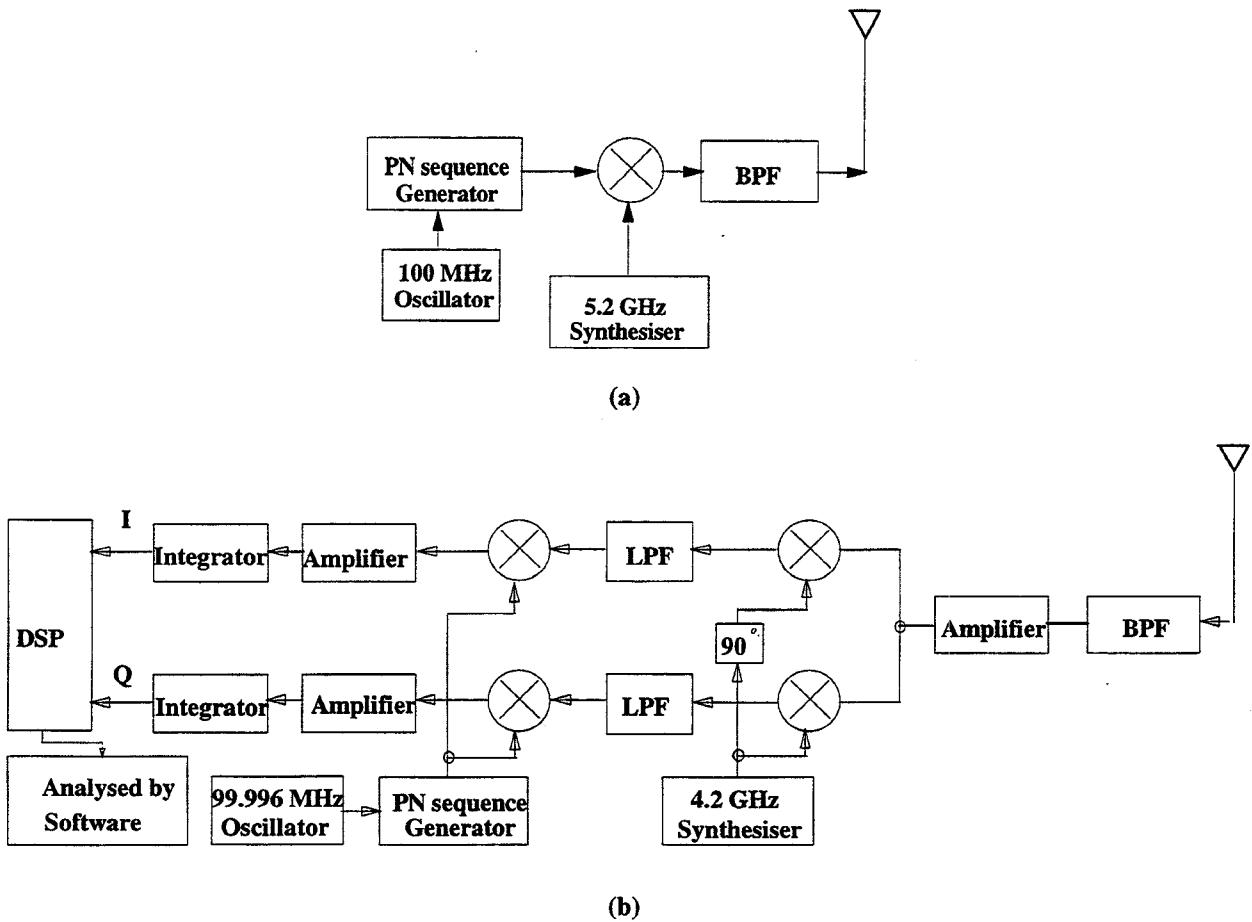 PN sequence
Generator
BPF
100 MHz
Oscillator
5.2 GHz
Synthesiser
(a)
I
Integrator
Amplifier
LPF
DSP
90°
Amplifier
BPF
Q
Integrator
Amplifier
LPF
Analysed by
Software
99.996 MHz
Oscillator
PN sequence
Generator
4.2 GHz
Synthesiser
(b)